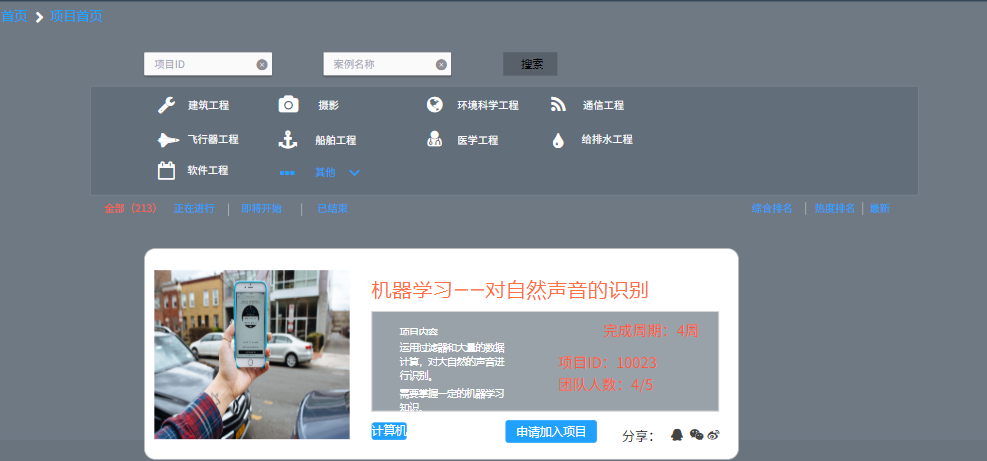 首页 > 项目首页
项目ID
案例名称
搜索
建筑工程 摄影 环境科学工程 通信工程
飞行器工程 船舶工程 医学工程 给排水工程
软件工程 其他
全部（213） 正在进行 | 即将开始 | 已结束 综合排名 | 热度排名 | 最新
机器学习——对自然声音的识别
项目内容
运用过滤器和大量的数据
计算，对大自然的声音进
行识别。
需要掌握一定的机器学习
知识。
完成周期：4周
项目ID：10023
团队人数：4/5
计算机
申请加入项目
分享：